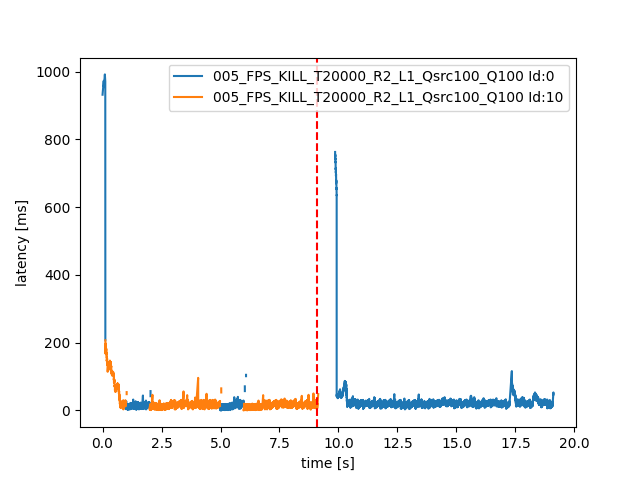 005_FPS_KILL_T20000_R2_L1_Qsrc100_Q100 Id:0
005_FPS_KILL_T20000_R2_L1_Qsrc100_Q100 Id:10
latency [ms]
1000
800
600
400
200
0
0.0 2.5 5.0 7.5 10.0 12.5 15.0 17.5 20.0
time [s]